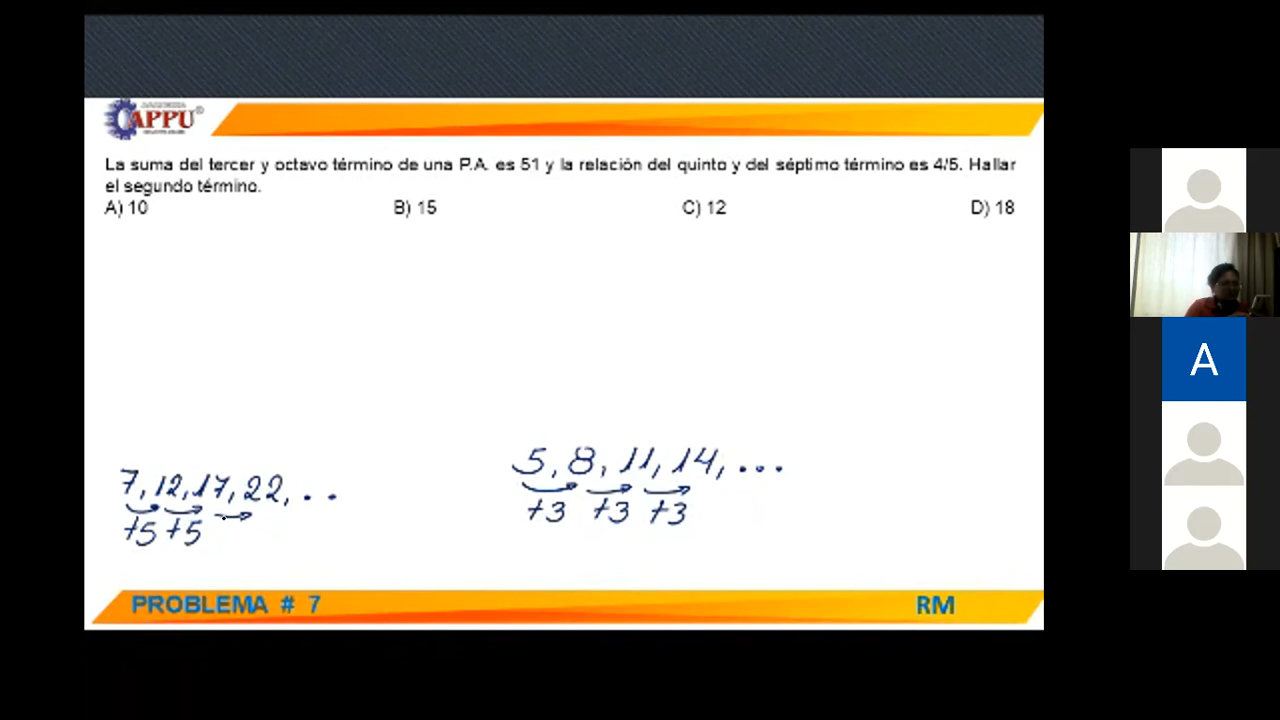 APPU
La suma del tercer y octavo término de una P.A. es 51 y la relación del quinto y del séptimo término es 4/5. Hallar
el segundo término.
A) 10 B) 15 C) 12 D) 18
5, 8, 11, 14, ...
+3 +3 +3
7, 12, 17, 22, ..
+5 +5
PROBLEMA # 7 RM
A